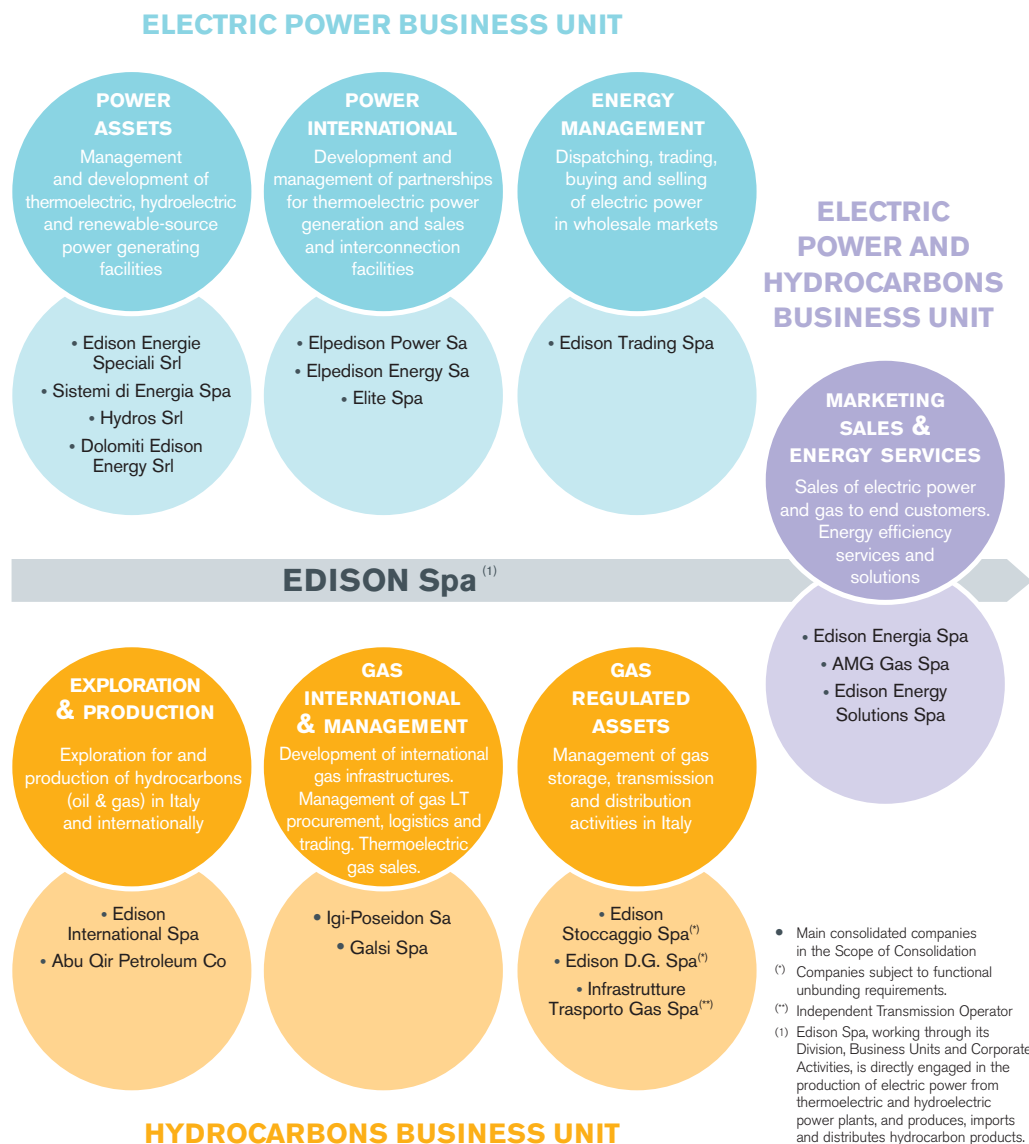 ELECTRIC POWER BUSINESS UNIT
POWER
ASSETS
Management
and development of
thermoelectric, hydroelectric
and renewable-source
power generating
facilities
• Edison Energie
Speciali Srl
• Sistemi di Energia Spa
• Hydros Srl
• Dolomiti Edison
Energy Srl
POWER
INTERNATIONAL
Development and
management of partnerships
for thermoelectric power
generation and sales
and interconnection
facilities
• Elpedison Power Sa
• Elpedison Energy Sa
• Elite Spa
ENERGY
MANAGEMENT
Dispatching, trading,
buying and selling
of electric power
in wholesale markets
• Edison Trading Spa
ELECTRIC
POWER AND
HYDROCARBONS
BUSINESS UNIT
MARKETING
SALES &
ENERGY SERVICES
Sales of electric power
and gas to end customers.
Energy efficiency
services and
solutions
• Edison Energia Spa
• AMG Gas Spa
• Edison Energy
Solutions Spa
EDISON Spa (1)
EXPLORATION
& PRODUCTION
Exploration for and
production of hydrocarbons
(oil & gas) in Italy
and internationally
• Edison
International Spa
• Abu Qir Petroleum Co
GAS
INTERNATIONAL
& MANAGEMENT
Development of international
gas infrastructures.
Management of gas LT
procurement, logistics and
trading. Thermoelectric
gas sales.
• Igi-Poseidon Sa
• Galsi Spa
GAS
REGULATED
ASSETS
Management of gas
storage, transmission
and distribution
activities in Italy
• Edison
Stoccaggio Spa(*)
• Edison D.G. Spa(*)
• Infrastrutture
Trasporto Gas Spa(**)
HYDROCARBONS BUSINESS UNIT
• Main consolidated companies
in the Scope of Consolidation
(*) Companies subject to functional
unbunding requirements.
(**) Independent Transmission Operator
(1) Edison Spa, working through its
Division, Business Units and Corporate
Activities, is directly engaged in the
production of electric power from
thermoelectric and hydroelectric
power plants, and produces, imports
and distributes hydrocarbon products.